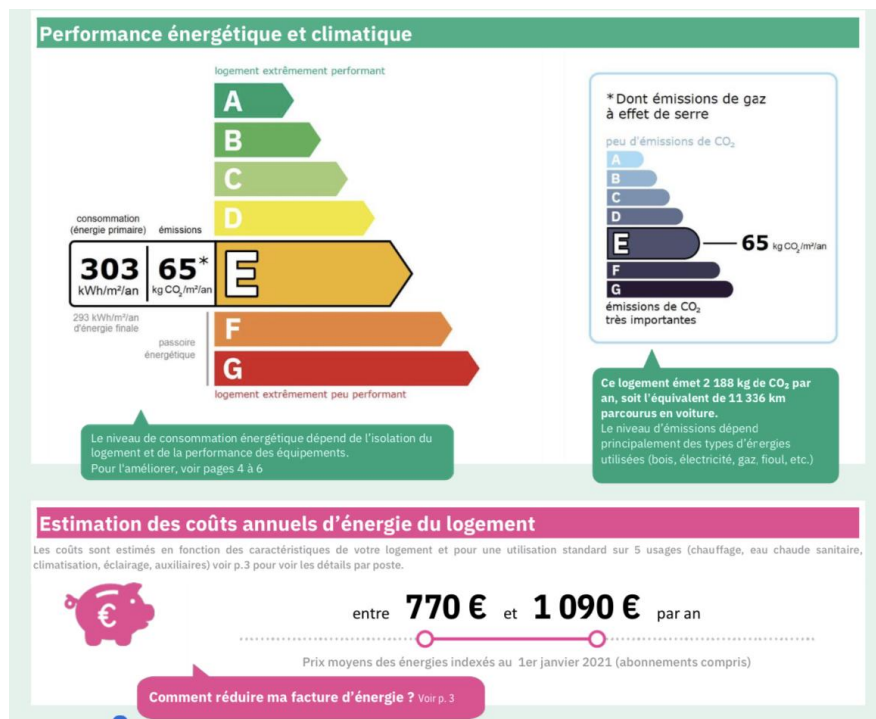 Performance énergétique et climatique
logement extrêmement performant
A
B
C
D
consommation
(énergie primaire)
émissions
303
kWh/m²/an
65*
kg CO₂/m²/an
E
293 kWh/m²/an
d'énergie finale
passoire
énergétique
F
G
logement extrêmement peu performant
Le niveau de consommation énergétique dépend de l'isolation du
logement et de la performance des équipements.
Pour l'améliorer, voir pages 4 à 6
*Dont émissions de gaz
à effet de serre
peu d'émissions de CO₂
A
B
C
D
E
65 kg CO₂/m²/an
F
G
émissions de CO₂
très importantes
Ce logement émet 2 188 kg de CO₂ par
an, soit l'équivalent de 11 336 km
parcourus en voiture.
Le niveau d'émissions dépend
principalement des types d'énergies
utilisées (bois, électricité, gaz, fioul, etc.)
Estimation des coûts annuels d'énergie du logement
Les coûts sont estimés en fonction des caractéristiques de votre logement et pour une utilisation standard sur 5 usages (chauffage, eau chaude sanitaire,
climatisation, éclairage, auxiliaires) voir p.3 pour voir les détails par poste.
€
entre 770 € et 1 090 € par an
Prix moyens des énergies indexés au 1er janvier 2021 (abonnements compris)
Comment réduire ma facture d'énergie ? Voir p. 3